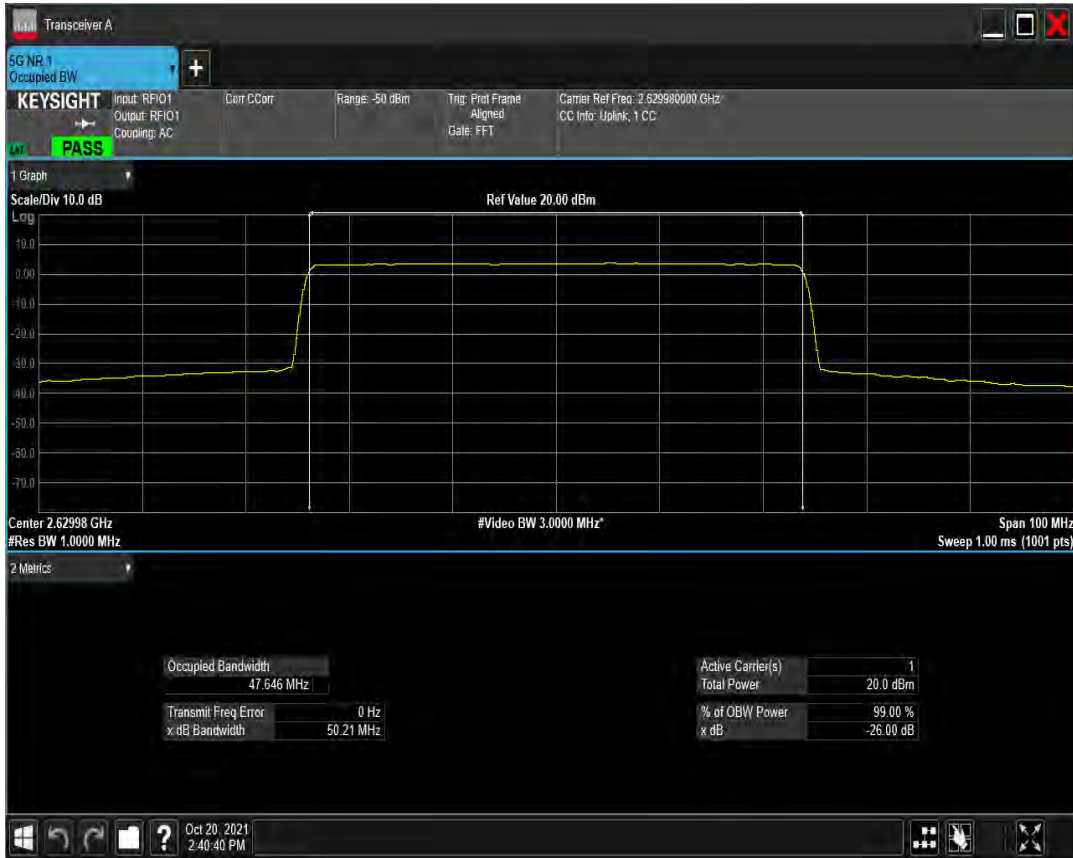 Transceiver A
5G NR 1
Occupied BW
KEYSIGHT
PASS
Input: RFIO1
Output: RFIO1
Coupling: AC
Corr CCorr
Range: -50 dBm
Trig: Prot Frame
Aligned
Gate: FFT
Carrier Ref Freq: 2.629980000 GHz
CC Info: Uplink, 1 CC
1 Graph
Scale/Div 10.0 dB
Ref Value 20.00 dBm
Log
10.0
0.00
-10.0
-20.0
-30.0
-40.0
-50.0
-60.0
-70.0
Center 2.62998 GHz
#Video BW 3.0000 MHz*
Span 100 MHz
#Res BW 1.0000 MHz
Sweep 1.00 ms (1001 pts)
2 Metrics
Occupied Bandwidth
47.646 MHz
Transmit Freq Error 0 Hz
x dB Bandwidth 50.21 MHz
Active Carrier(s) 1
Total Power 20.0 dBm
% of OBW Power 99.00 %
x dB -26.00 dB
Oct 20, 2021
2:40:40 PM